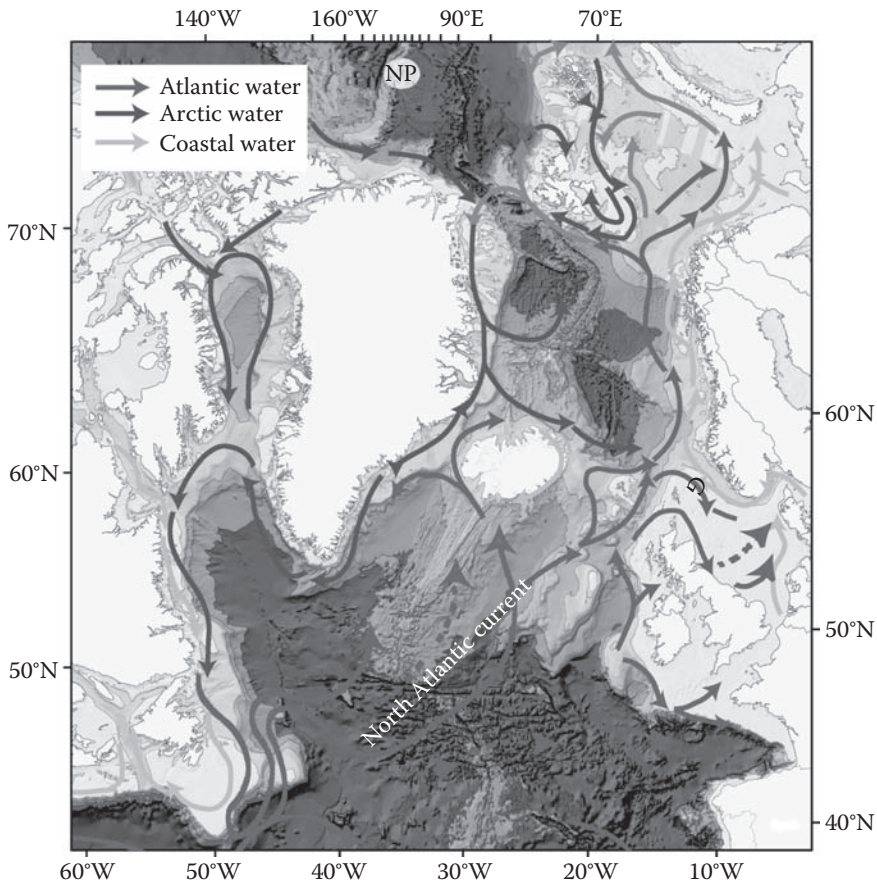 140°W 160°W 90°E 70°E
NP
Atlantic water
Arctic water
Coastal water
70°N
60°N
60°N
50°N
50°N
North Atlantic current
40°N
60°W 50°W 40°W 30°W 20°W 10°W